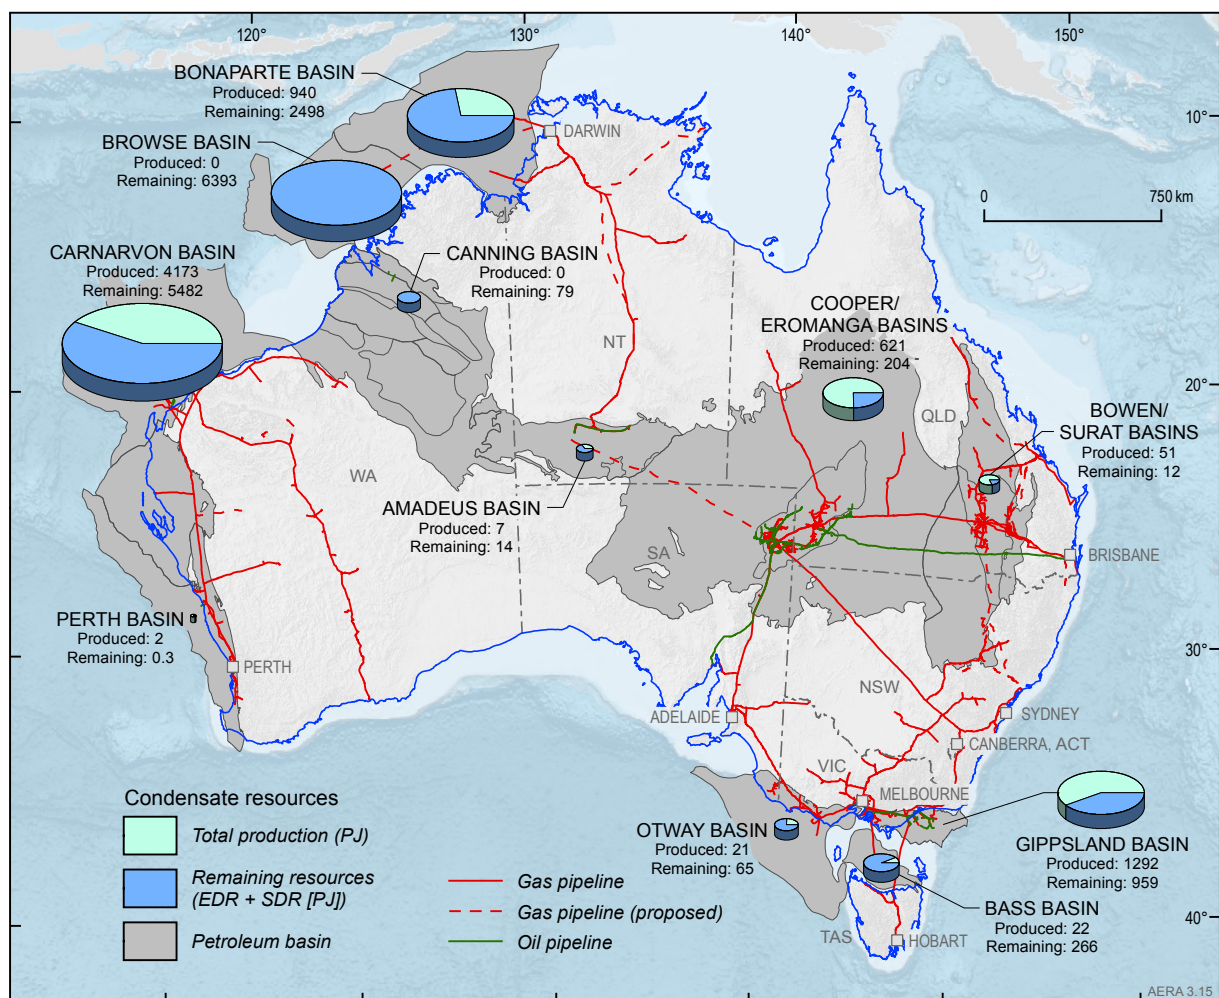 120°
130°
140°
150°
BONAPARTE BASIN
Produced: 940
Remaining: 2498
DARWIN
10°
BROWSE BASIN
Produced: 0
Remaining: 6393
0
750 km
CARNARVON BASIN
Produced: 4173
Remaining: 5482
CANNING BASIN
Produced: 0
Remaining: 79
COOPER/
EROMANGA BASINS
Produced: 621
Remaining: 204
NT
20°
QLD
BOWEN/
SURAT BASINS
Produced: 51
Remaining: 12
WA
AMADEUS BASIN
Produced: 7
Remaining: 14
SA
BRISBANE
PERTH BASIN
Produced: 2
Remaining: 0.3
PERTH
30°
NSW
ADELAIDE
SYDNEY
CANBERRA, ACT
VIC
MELBOURNE
Condensate resources
Total production (PJ)
Remaining resources
(EDR + SDR [PJ])
Petroleum basin
Gas pipeline
Gas pipeline (proposed)
Oil pipeline
OTWAY BASIN
Produced: 21
Remaining: 65
GIPPSLAND BASIN
Produced: 1292
Remaining: 959
BASS BASIN
Produced: 22
Remaining: 266
40°
TAS
HOBART
AERA 3.15